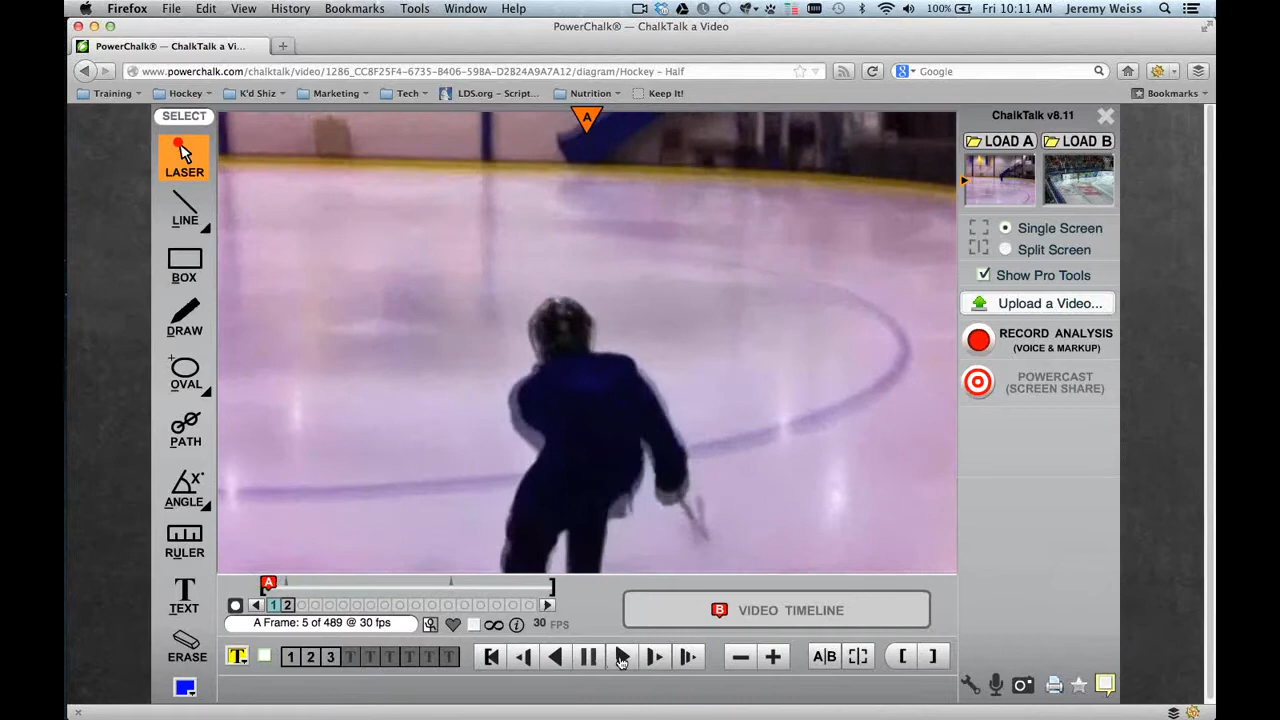 Firefox File Edit View History Bookmarks Tools Window Help 100% Fri 10:11 AM Jeremy Weiss
PowerChalk® — ChalkTalk a Video
PowerChalk® — ChalkTalk a Vi...
www.powerchalk.com/chalktalk/video/1286_CC8F25F4-6735-B406-59BA-D2B24A9A7A12/diagram/Hockey - Half Google
Training Hockey K'd Shiz Marketing Tech LDS.org – Script... Nutrition Keep It! Bookmarks
SELECT
LASER
LINE
BOX
DRAW
OVAL
PATH
ANGLE
RULER
TEXT
ERASE
A
ChalkTalk v8.11
LOAD A LOAD B
Single Screen
Split Screen
Show Pro Tools
Upload a Video...
RECORD ANALYSIS
(VOICE & MARKUP)
POWERCAST
(SCREEN SHARE)
A
1 2
A Frame: 5 of 489 @ 30 fps 30 FPS
B VIDEO TIMELINE
T 1 2 3 T T T T T T A|B